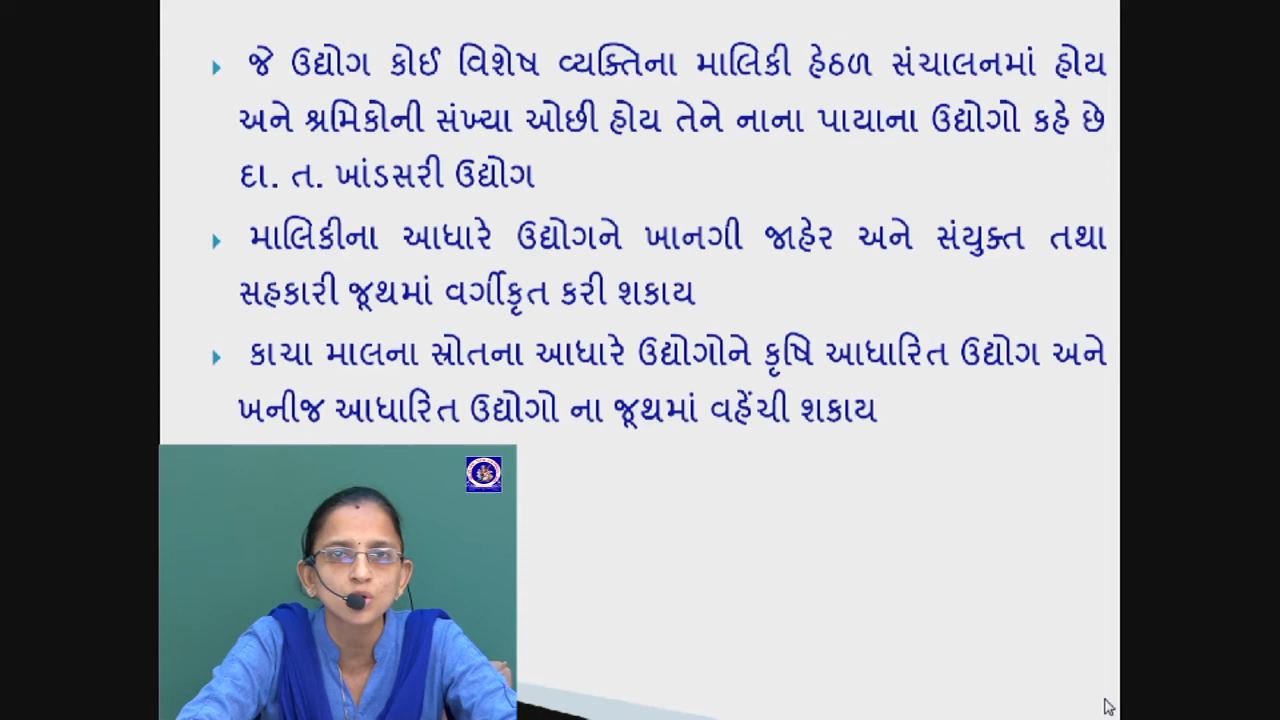 જે ઉદ્યોગ કોઈ વિશેષ વ્યક્તિના માલિકી હેઠળ સંચાલનમાં હોય
અને શ્રમિકોની સંખ્યા ઓછી હોય તેને નાના પાયાના ઉદ્યોગો કહે છે
દા. ત. ખાંડસરી ઉદ્યોગ
માલિકીના આધારે ઉદ્યોગને ખાનગી જાહેર અને સંયુક્ત તથા
સહકારી જૂથમાં વર્ગીકૃત કરી શકાય
કાચા માલના સ્રોતના આધારે ઉદ્યોગોને કૃષિ આધારિત ઉદ્યોગ અને
ખનીજ આધારિત ઉદ્યોગો ના જૂથમાં વહેંચી શકાય